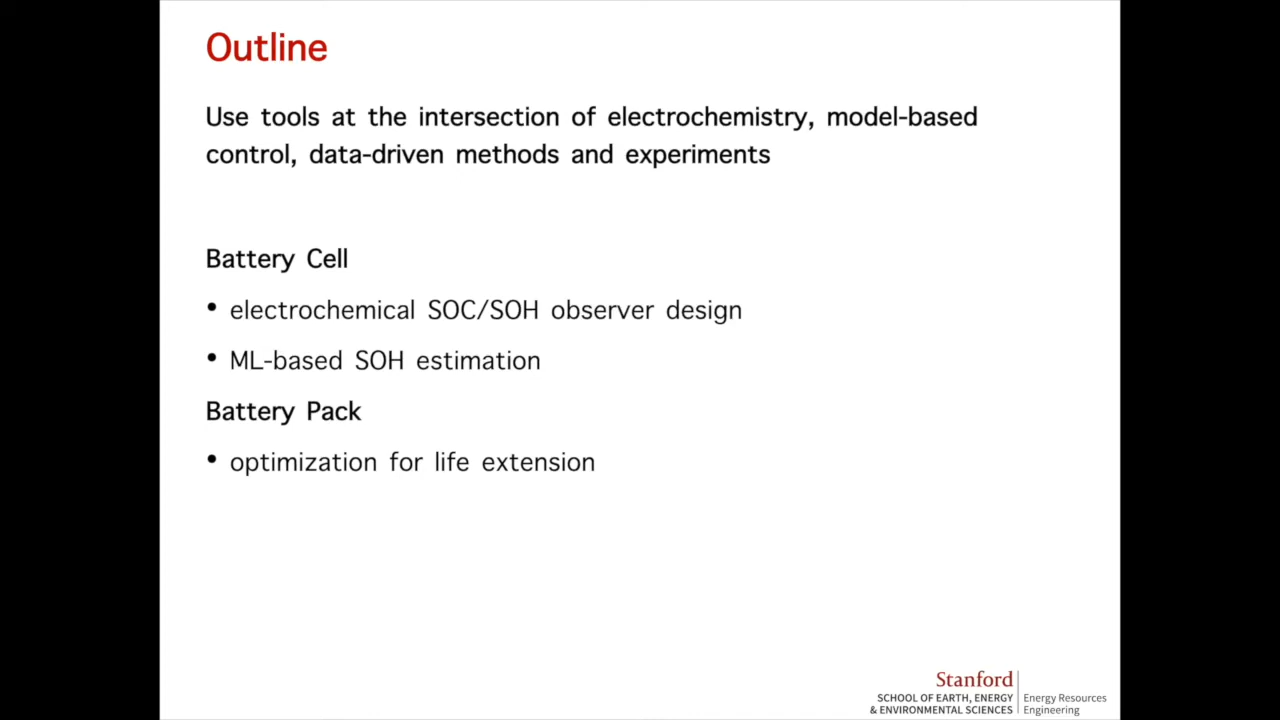 Outline
Use tools at the intersection of electrochemistry, model-based
control, data-driven methods and experiments
Battery Cell
• electrochemical SOC/SOH observer design
• ML-based SOH estimation
Battery Pack
• optimization for life extension
Stanford
SCHOOL OF EARTH, ENERGY
& ENVIRONMENTAL SCIENCES
Energy Resources
Engineering